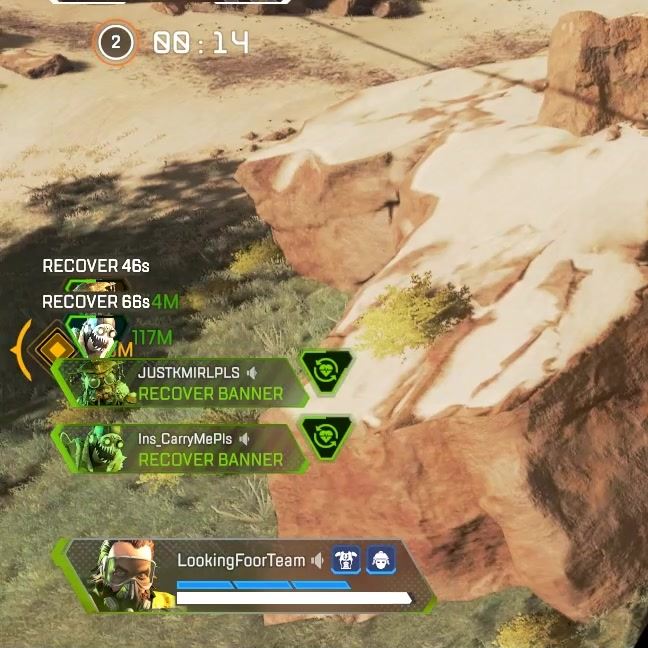 2 00:14
RECOVER 46s
RECOVER 66s 4M
117M
M
JUSTKMIRLPLS
RECOVER BANNER
Ins_CarryMePls
RECOVER BANNER
LookingFoorTeam